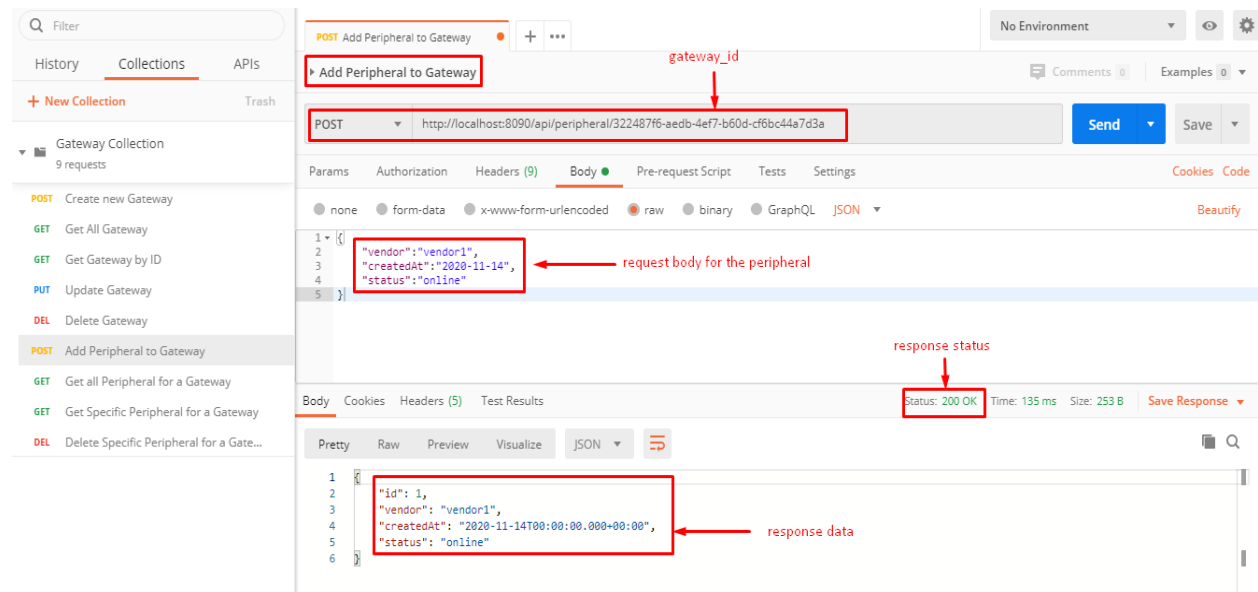 Filter
History Collections APIs
+ New Collection Trash
Gateway Collection
9 requests
POST Create new Gateway
GET Get All Gateway
GET Get Gateway by ID
PUT Update Gateway
DEL Delete Gateway
POST Add Peripheral to Gateway
GET Get all Peripheral for a Gateway
GET Get Specific Peripheral for a Gateway
DEL Delete Specific Peripheral for a Gate...
POST Add Peripheral to Gateway + •••
No Environment
Add Peripheral to Gateway
gateway_id
Comments 0 Examples 0
POST http://localhost:8090/api/peripheral/322487f6-aedb-4ef7-b60d-cf6bc44a7d3a Send Save
Params Authorization Headers (9) Body Pre-request Script Tests Settings Cookies Code
none form-data x-www-form-urlencoded raw binary GraphQL JSON Beautify
1 {
2 "vendor":"vendor1",
3 "createdAt":"2020-11-14",
4 "status":"online"
5 }
request body for the peripheral
response status
Body Cookies Headers (5) Test Results Status: 200 OK Time: 135 ms Size: 253 B Save Response
Pretty Raw Preview Visualize JSON
1 {
2 "id": 1,
3 "vendor": "vendor1",
4 "createdAt": "2020-11-14T00:00:00.000+00:00",
5 "status": "online"
6 }
response data